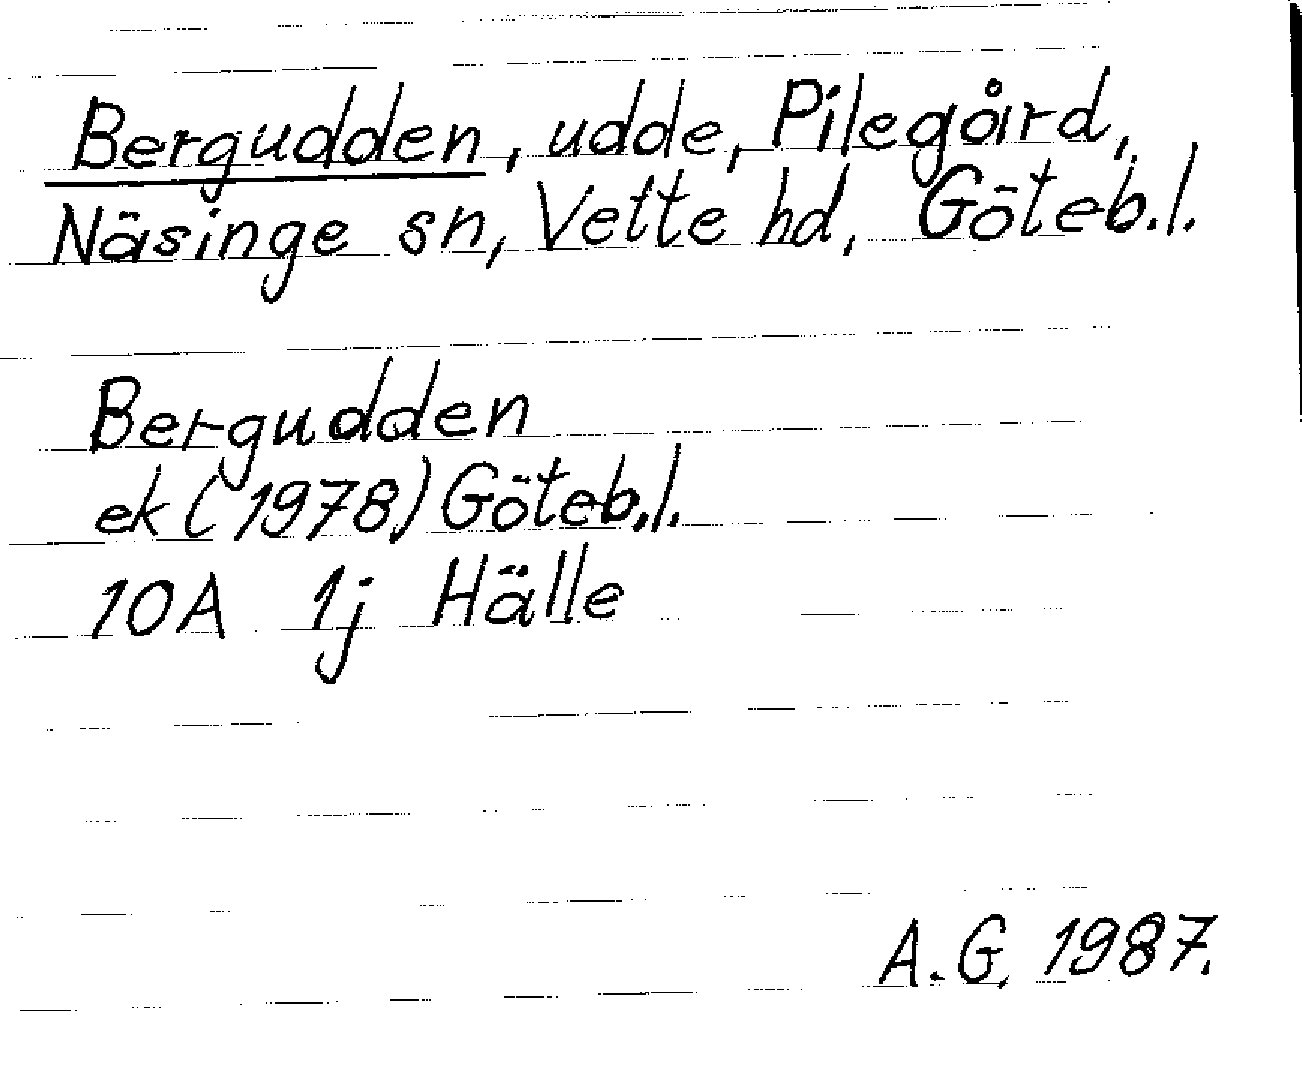 Bergudden, udde, Pilegård,
Näsinge sn, Vette hd, Göteb.l.
Bergudden
ek (1978) Göteb.l.
10A 1j Hälle
A.G. 1987.